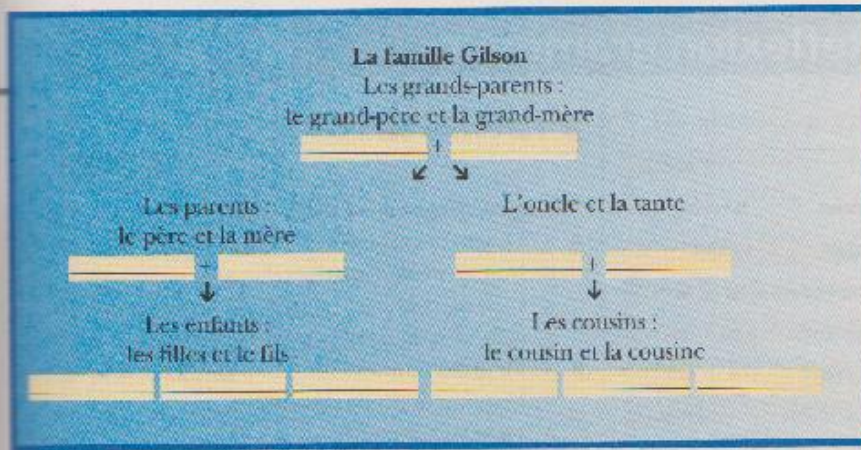 La famille Gilson
Les grands-parents :
le grand-père et la grand-mère
+
Les parents :
le père et la mère
L'oncle et la tante
+
+
Les enfants :
les filles et le fils
Les cousins :
le cousin et la cousine